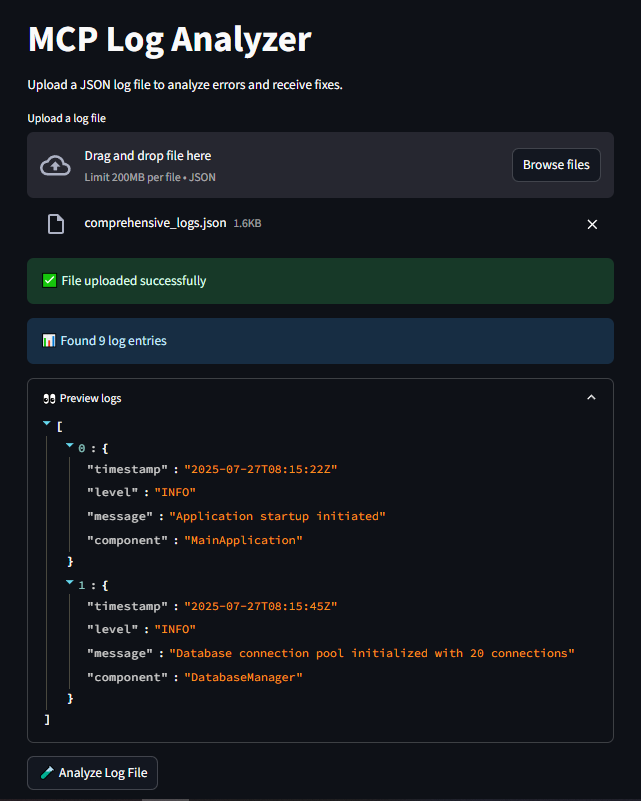 MCP Log Analyzer
Upload a JSON log file to analyze errors and receive fixes.
Upload a log file
Drag and drop file here
Limit 200MB per file • JSON
Browse files
comprehensive_logs.json 1.6KB
File uploaded successfully
Found 9 log entries
Preview logs
[
0 : {
"timestamp" : "2025-07-27T08:15:22Z"
"level" : "INFO"
"message" : "Application startup initiated"
"component" : "MainApplication"
}
1 : {
"timestamp" : "2025-07-27T08:15:45Z"
"level" : "INFO"
"message" : "Database connection pool initialized with 20 connections"
"component" : "DatabaseManager"
}
]
Analyze Log File